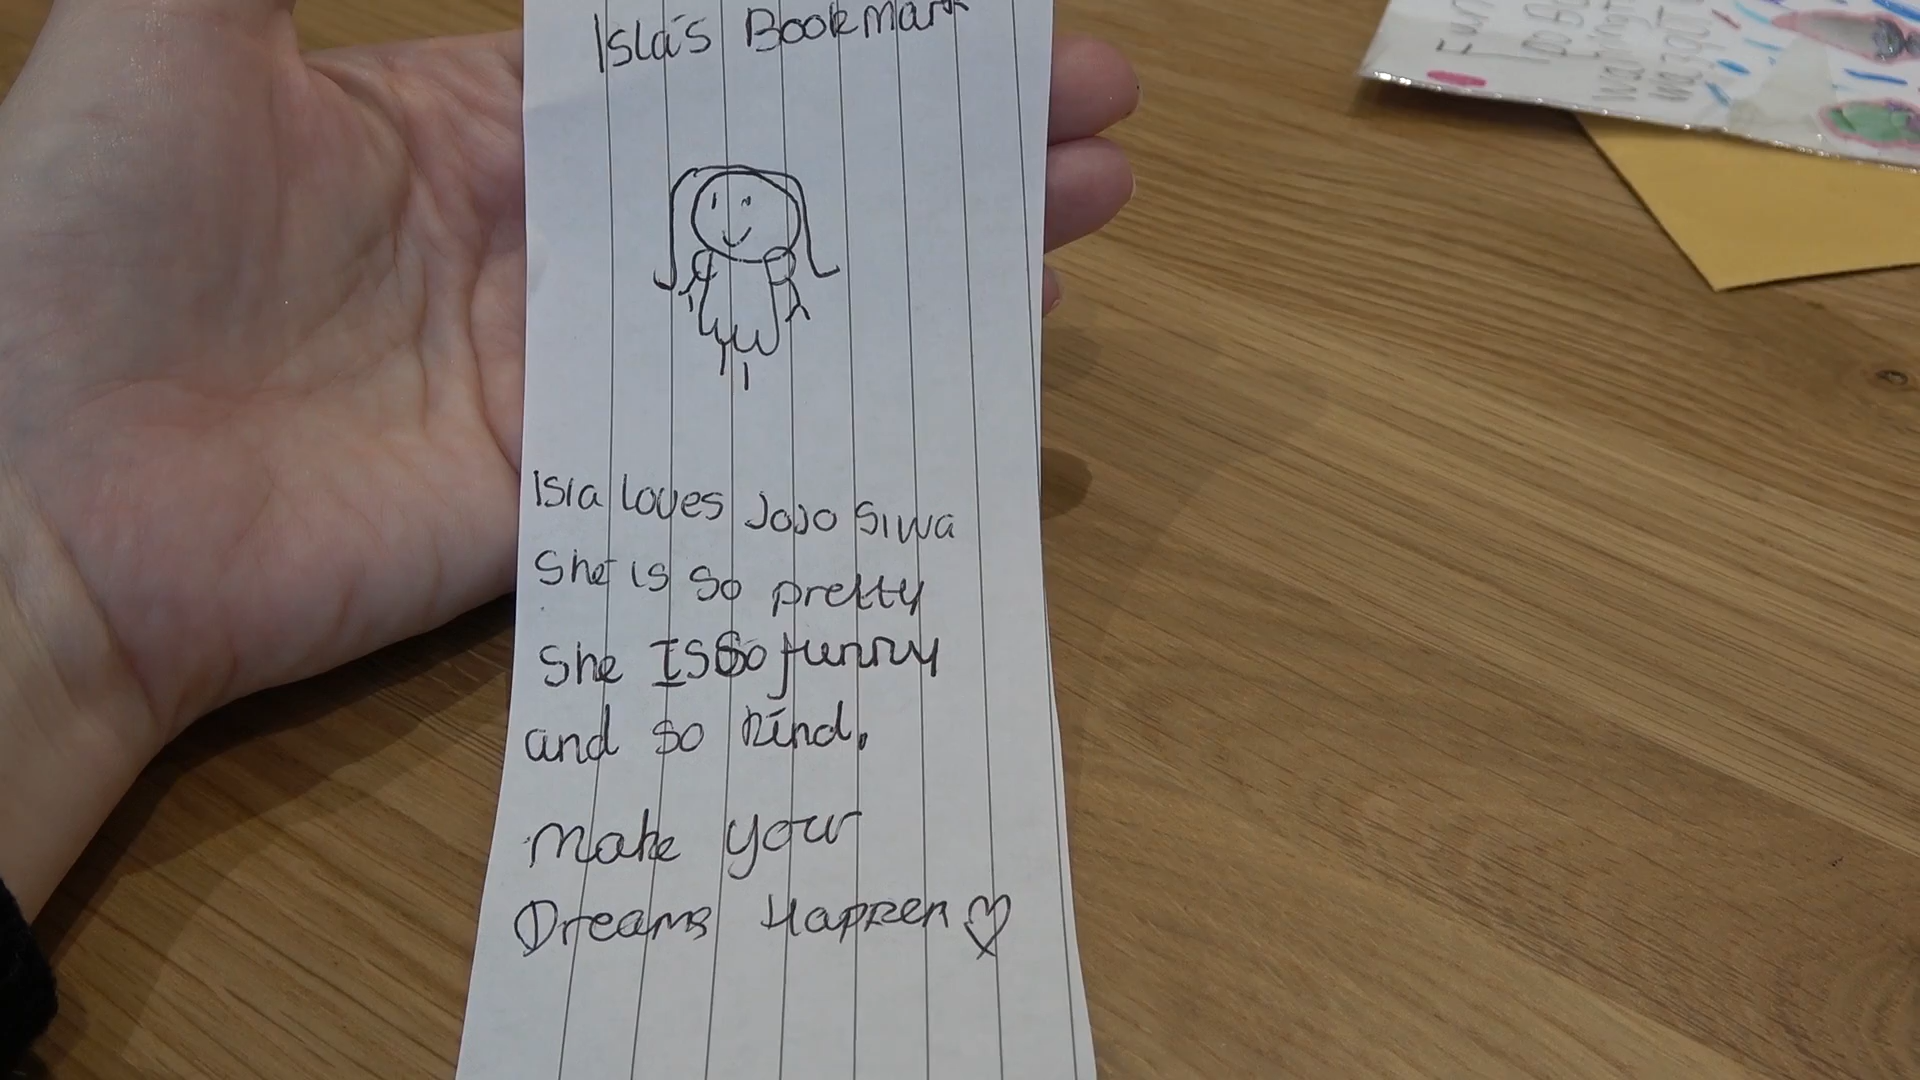 Isla's Bookmark
Isla loves JoJo Siwa
She is so pretty
She Is So funny
and so kind.
make your
Dreams Happen ♡